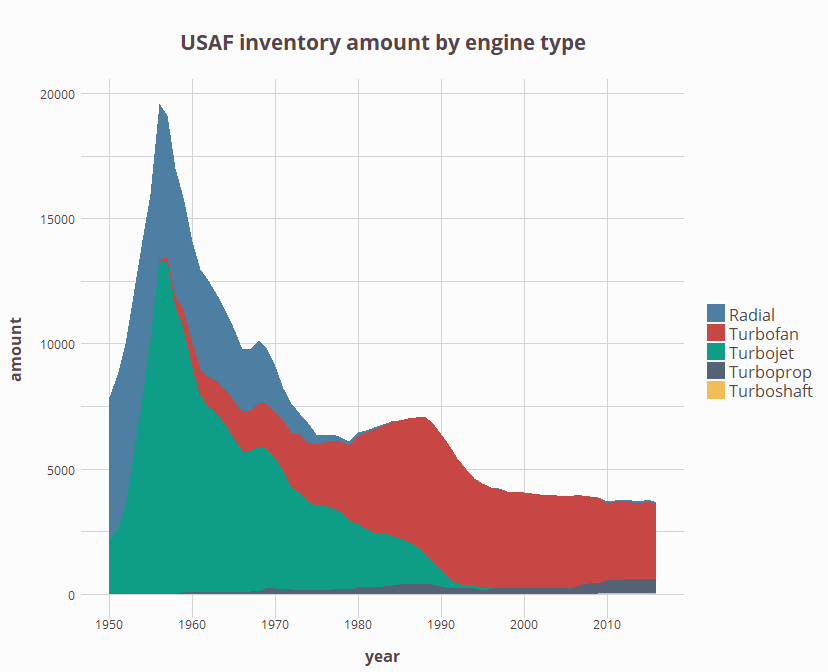 USAF inventory amount by engine type
20000
15000
10000
5000
0
amount
1950 1960 1970 1980 1990 2000 2010
year
Radial
Turbofan
Turbojet
Turboprop
Turboshaft